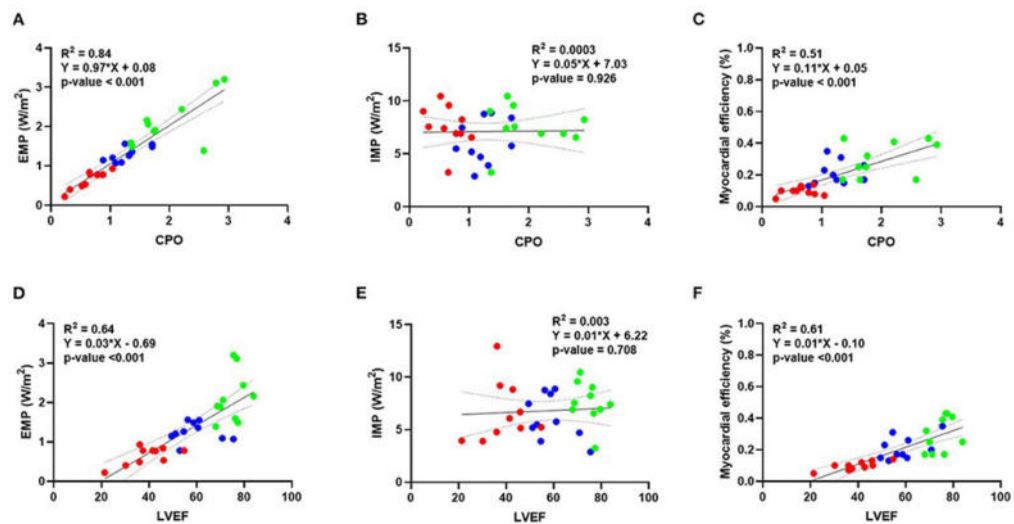 A
R² = 0.84
Y = 0.97*X + 0.08
p-value < 0.001
EMP (W/m²)
4
3
2
1
0
0 1 2 3 4
CPO
B
R² = 0.0003
Y = 0.05*X + 7.03
p-value = 0.926
IMP (W/m²)
15
10
5
0
0 1 2 3 4
CPO
C
R² = 0.51
Y = 0.11*X + 0.05
p-value < 0.001
Myocardial efficiency (%)
1.0
0.8
0.6
0.4
0.2
0.0
0 1 2 3 4
CPO
D
R² = 0.64
Y = 0.03*X - 0.69
p-value <0.001
EMP (W/m²)
4
3
2
1
0
0 20 40 60 80 100
LVEF
E
R² = 0.003
Y = 0.01*X + 6.22
p-value = 0.708
IMP (W/m²)
15
10
5
0
0 20 40 60 80 100
LVEF
F
R² = 0.61
Y = 0.01*X - 0.10
p-value <0.001
Myocardial efficiency (%)
1.0
0.8
0.6
0.4
0.2
0.0
0 20 40 60 80 100
LVEF